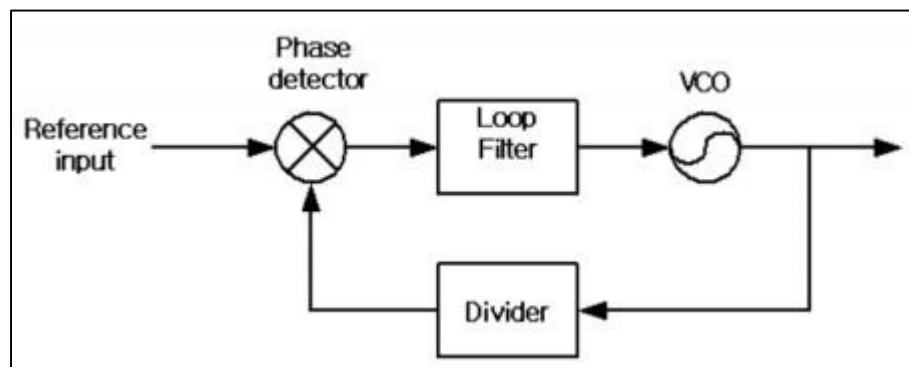 Phase
detector
VCO
Reference
input
Loop
Filter
Divider